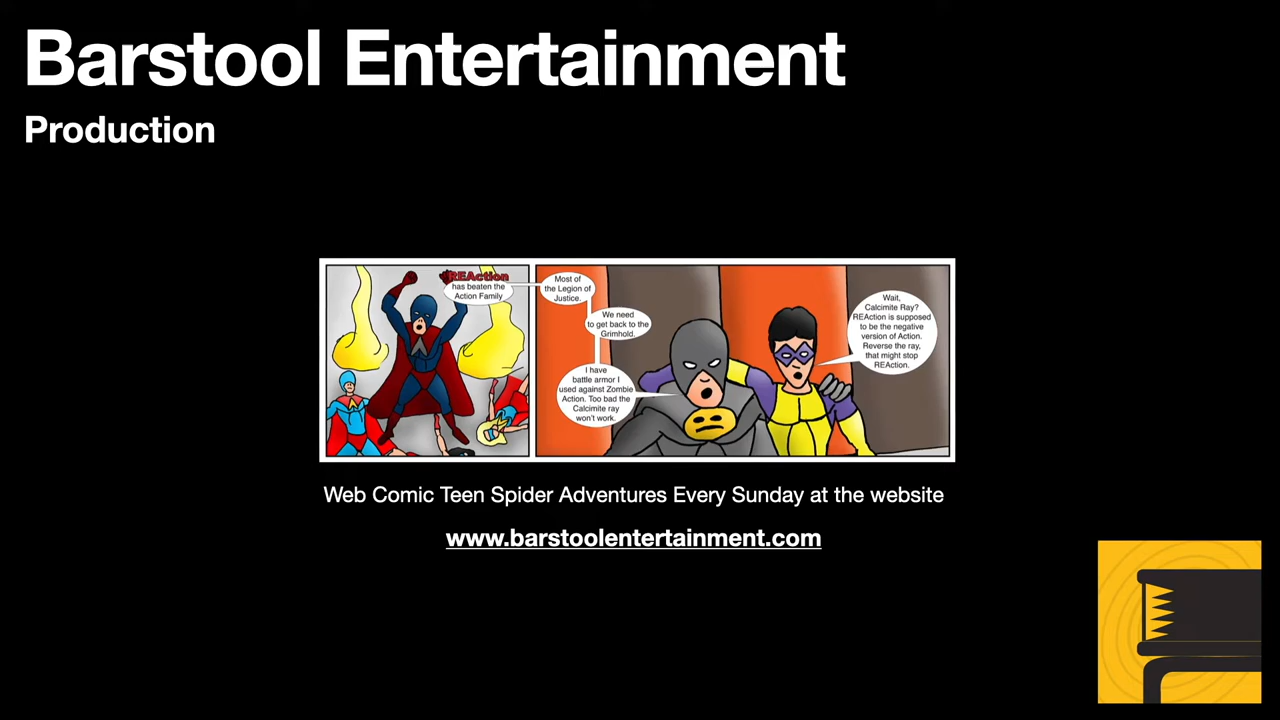 Barstool Entertainment
Production
REAction
has beaten the
Action Family
Most of
the Legion of
Justice.
We need
to get back to the
Grimhold.
I have
battle armor I
used against Zombie
Action. Too bad the
Calcimite ray
won't work.
Wait,
Calcimite Ray?
REAction is supposed
to be the negative
version of Action.
Reverse the ray,
that might stop
REAction.
A
Web Comic Teen Spider Adventures Every Sunday at the website
www.barstoolentertainment.com